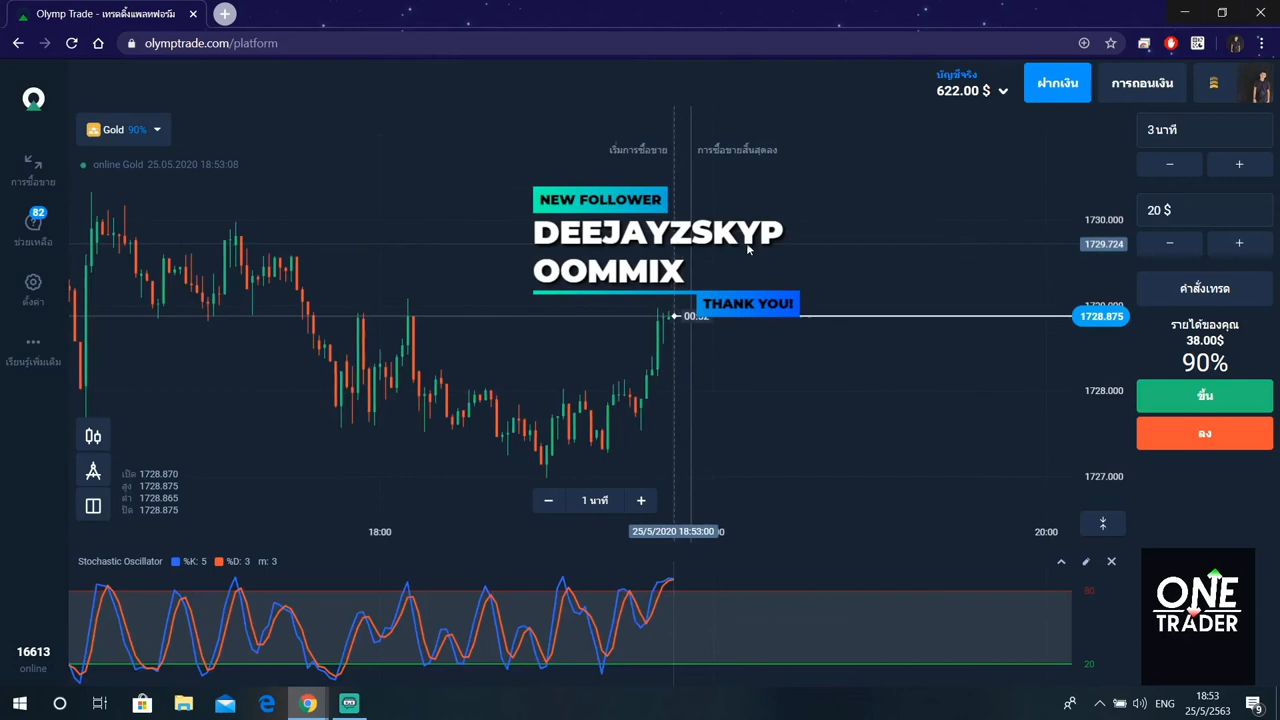 Olymp Trade - เทรดดิ้งแพลทฟอร์ม
olymptrade.com/platform
บัญชีจริง
622.00 $
ฝากเงิน
การถอนเงิน
Gold 90%
online Gold 25.05.2020 18:53:08
เริ่มการซื้อขาย
การซื้อขายสิ้นสุดลง
3 นาที
การซื้อขาย
82
ช่วยเหลือ
ตั้งค่า
เรียนรู้เพิ่มเติม
NEW FOLLOWER
DEEJAYZSKYP
OOMMIX
THANK YOU!
20 $
1730.000
1729.724
1728.875
1728.000
1727.000
คำสั่งเทรด
รายได้ของคุณ
38.00$
90%
ขึ้น
ลง
เปิด 1728.870
สูง 1728.875
ต่ำ 1728.865
ปิด 1728.875
1 นาที
18:00
25/5/2020 18:53:00
20:00
Stochastic Oscillator %K: 5 %D: 3 m: 3
80
20
ONE
TRADER
16613
online
ENG
18:53
25/5/2563
9